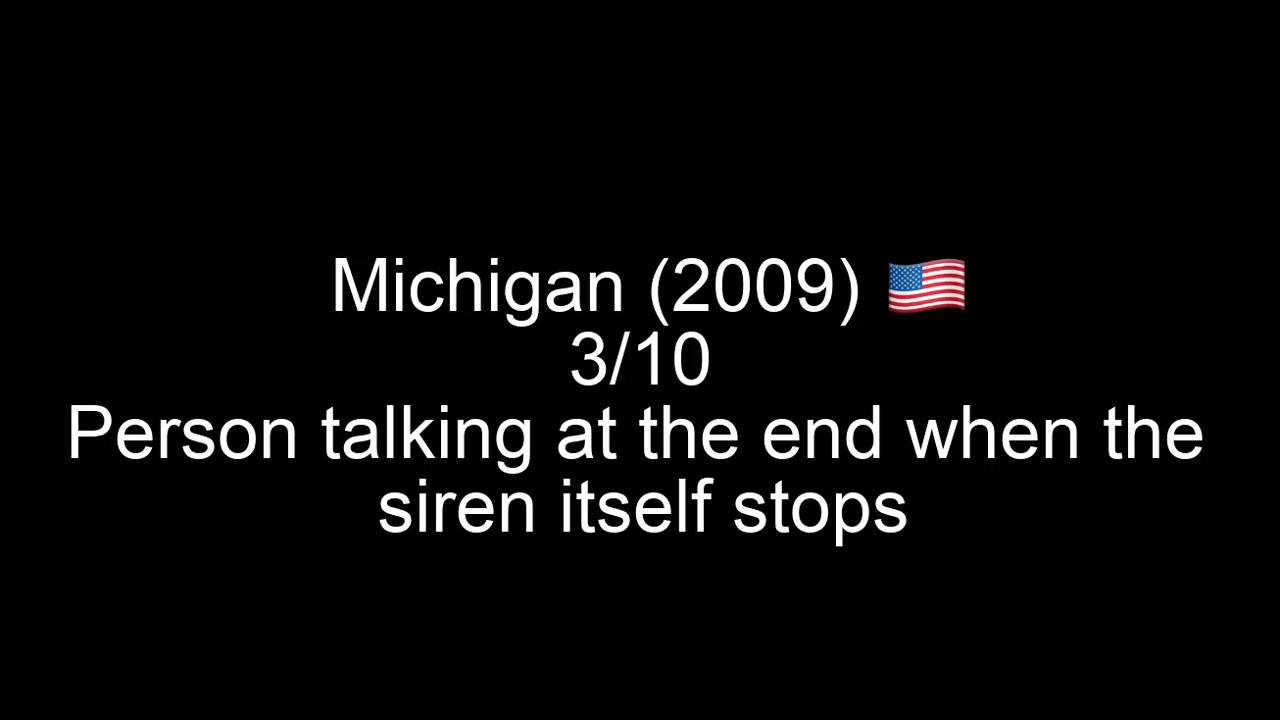 Michigan (2009) 🇺🇸
3/10
Person talking at the end when the
siren itself stops